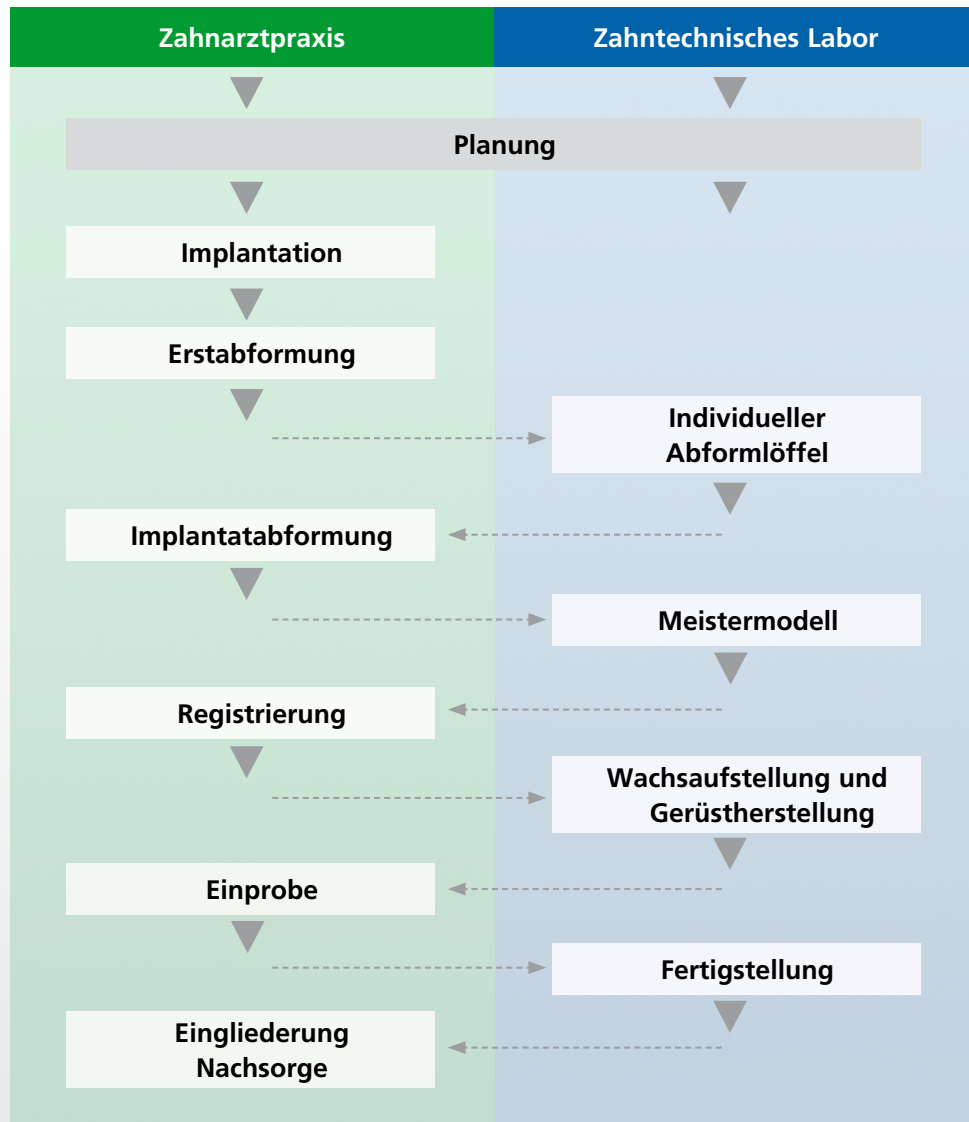 Zahnarztpraxis
Zahntechnisches Labor
Planung
Implantation
Erstabformung
Individueller
Abformlöffel
Implantatabformung
Meistermodell
Registrierung
Wachsaufstellung und
Gerüstherstellung
Einprobe
Fertigstellung
Eingliederung
Nachsorge